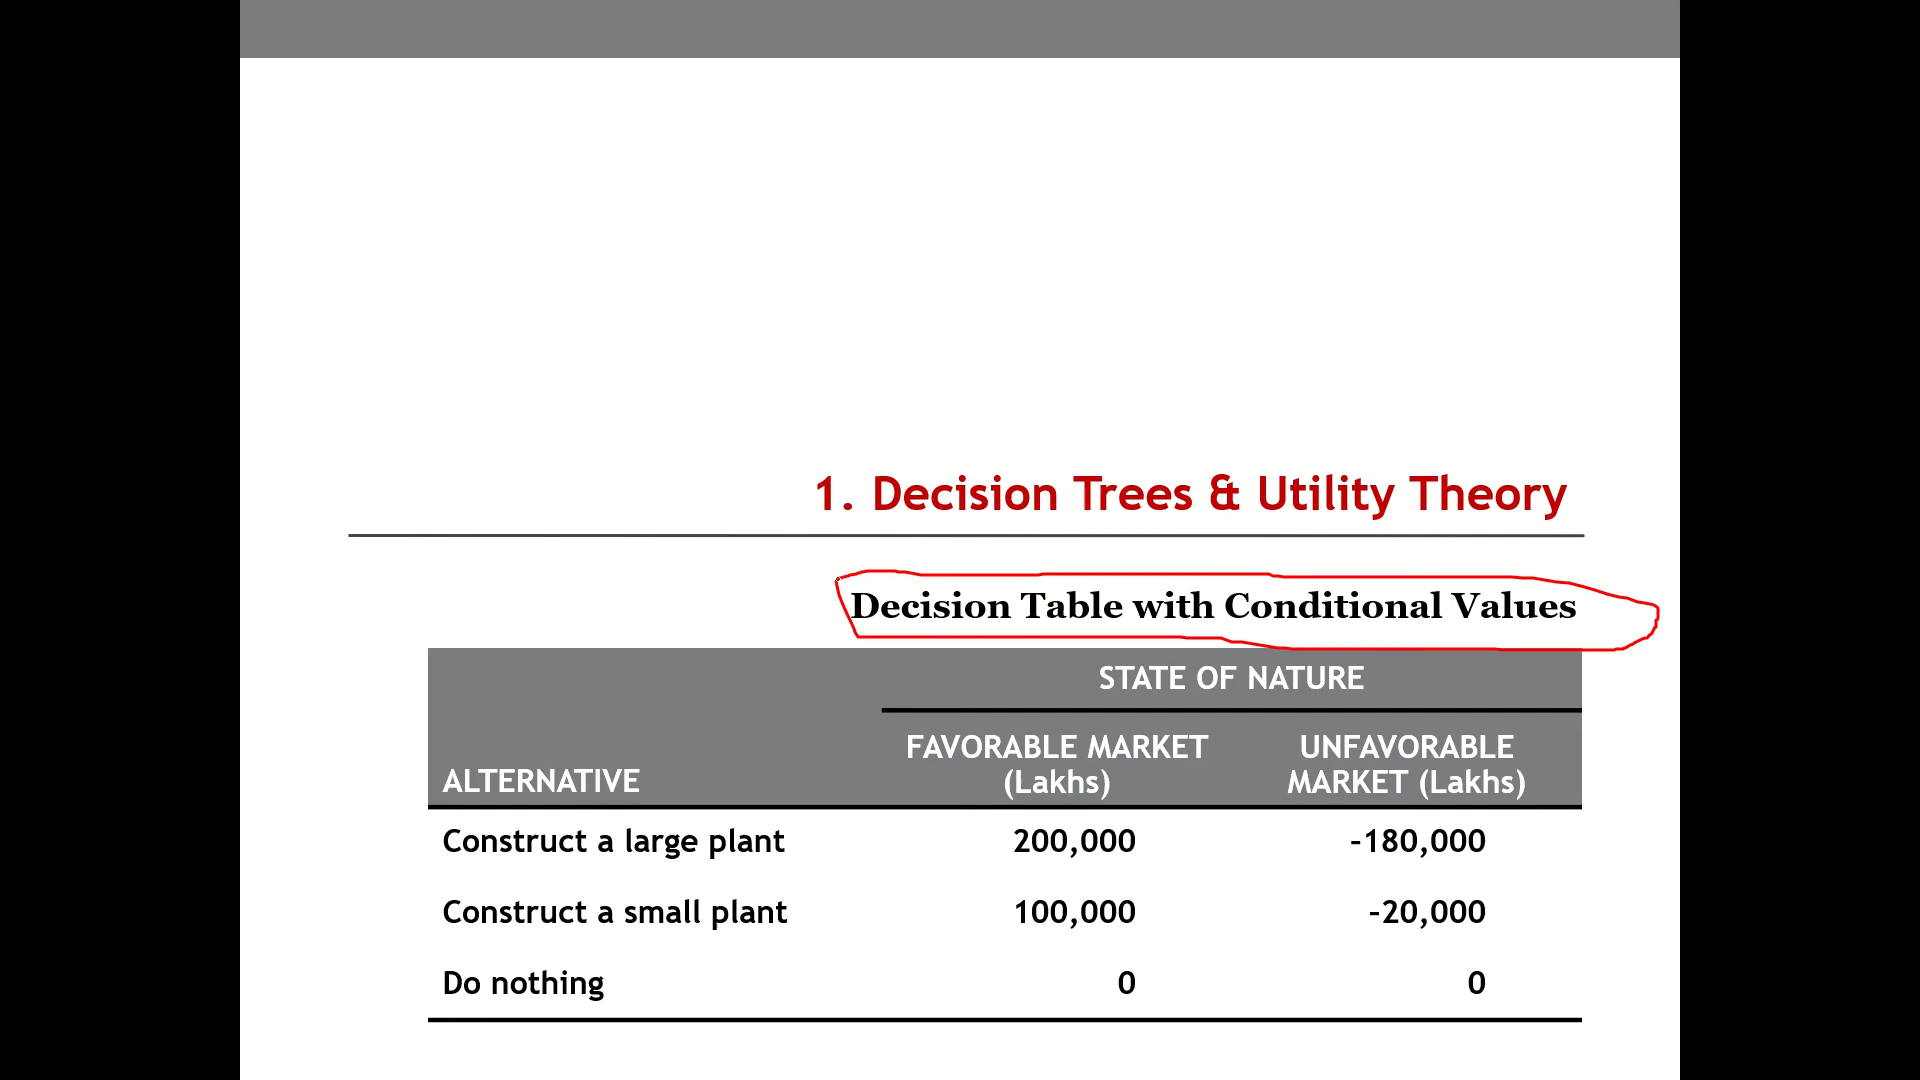 1. Decision Trees & Utility Theory
Decision Table with Conditional Values
STATE OF NATURE
ALTERNATIVE
FAVORABLE MARKET
(Lakhs)
UNFAVORABLE
MARKET (Lakhs)
Construct a large plant 200,000 –180,000
Construct a small plant 100,000 –20,000
Do nothing 0 0